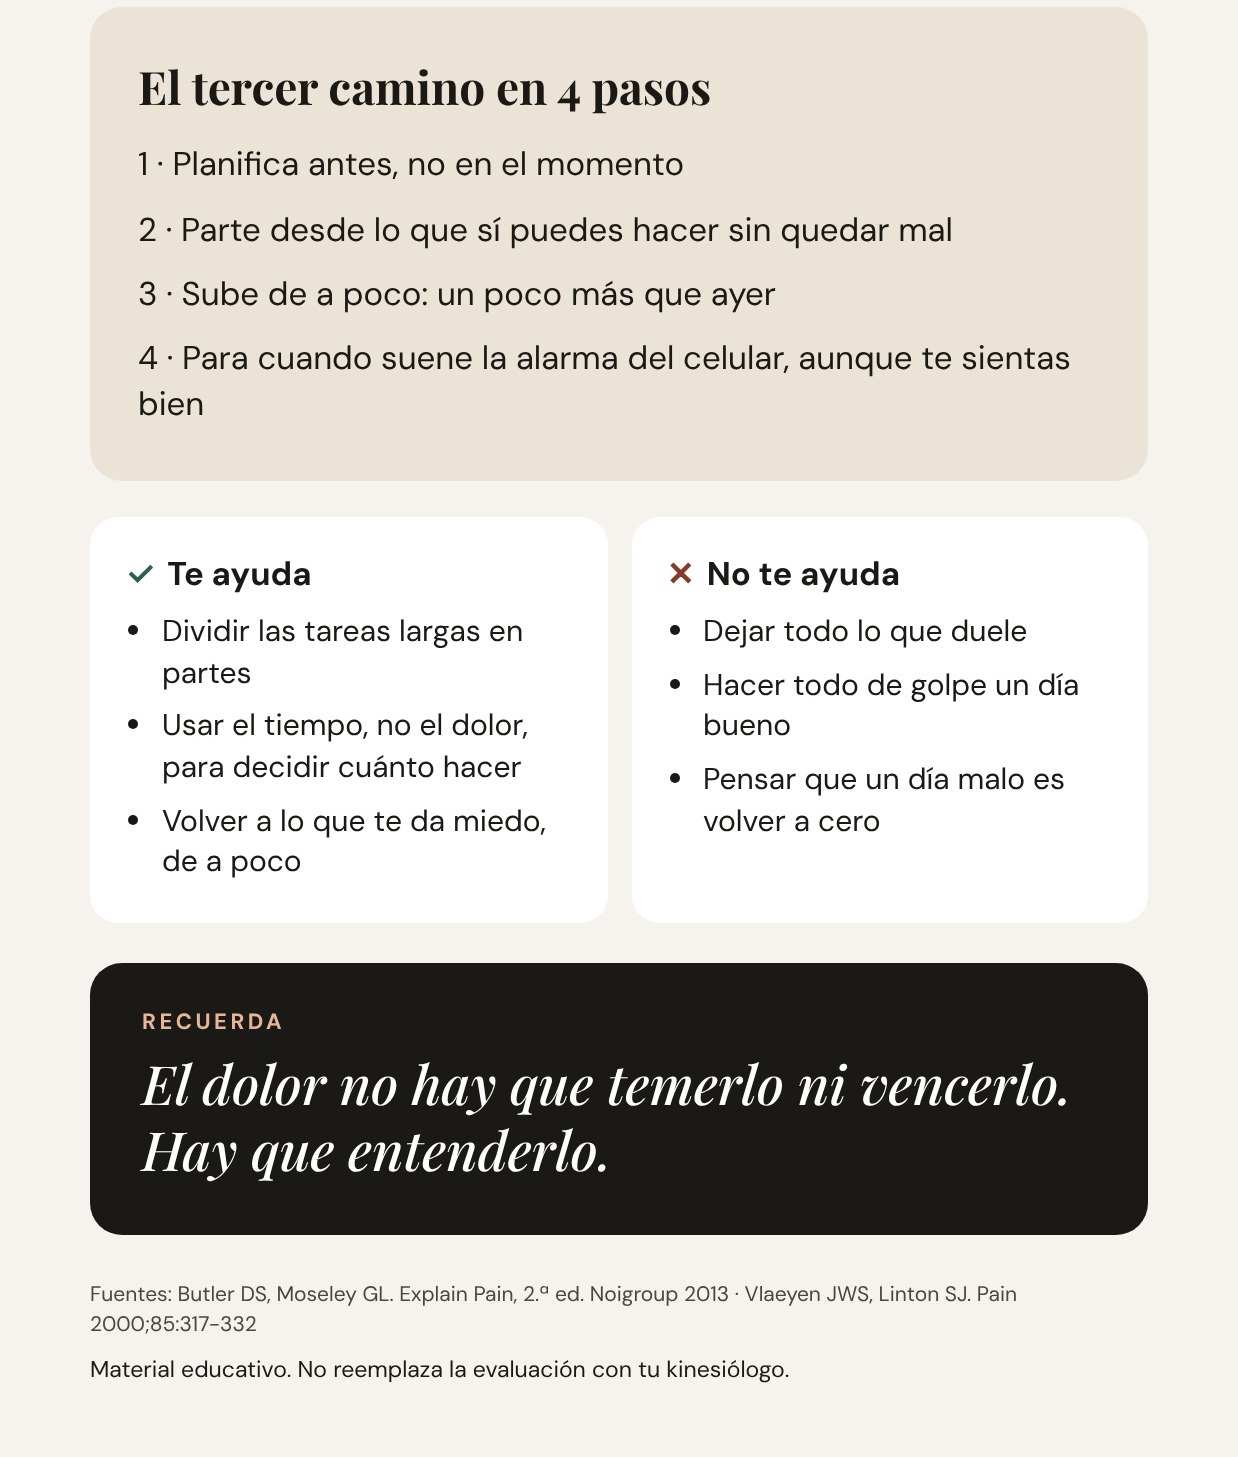 El tercer camino en 4 pasos
1 · Planifica antes, no en el momento
2 · Parte desde lo que sí puedes hacer sin quedar mal
3 · Sube de a poco: un poco más que ayer
4 · Para cuando suene la alarma del celular, aunque te sientas
bien
✓ Te ayuda
• Dividir las tareas largas en
partes
• Usar el tiempo, no el dolor,
para decidir cuánto hacer
• Volver a lo que te da miedo,
de a poco
✕ No te ayuda
• Dejar todo lo que duele
• Hacer todo de golpe un día
bueno
• Pensar que un día malo es
volver a cero
RECUERDA
El dolor no hay que temerlo ni vencerlo.
Hay que entenderlo.
Fuentes: Butler DS, Moseley GL. Explain Pain, 2.ª ed. Noigroup 2013 · Vlaeyen JWS, Linton SJ. Pain
2000;85:317-332
Material educativo. No reemplaza la evaluación con tu kinesiólogo.